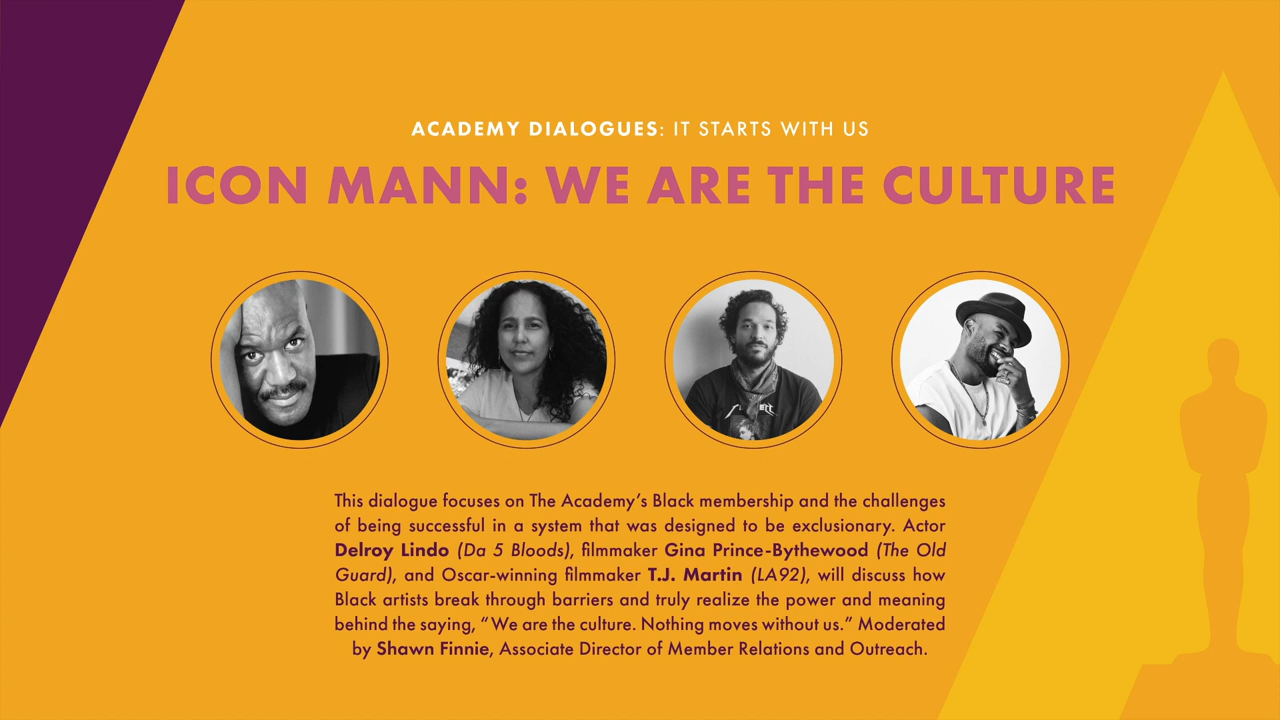 ACADEMY DIALOGUES: IT STARTS WITH US
ICON MANN: WE ARE THE CULTURE
This dialogue focuses on The Academy’s Black membership and the challenges
of being successful in a system that was designed to be exclusionary. Actor
Delroy Lindo (Da 5 Bloods), filmmaker Gina Prince-Bythewood (The Old
Guard), and Oscar-winning filmmaker T.J. Martin (LA92), will discuss how
Black artists break through barriers and truly realize the power and meaning
behind the saying, “We are the culture. Nothing moves without us.” Moderated
by Shawn Finnie, Associate Director of Member Relations and Outreach.